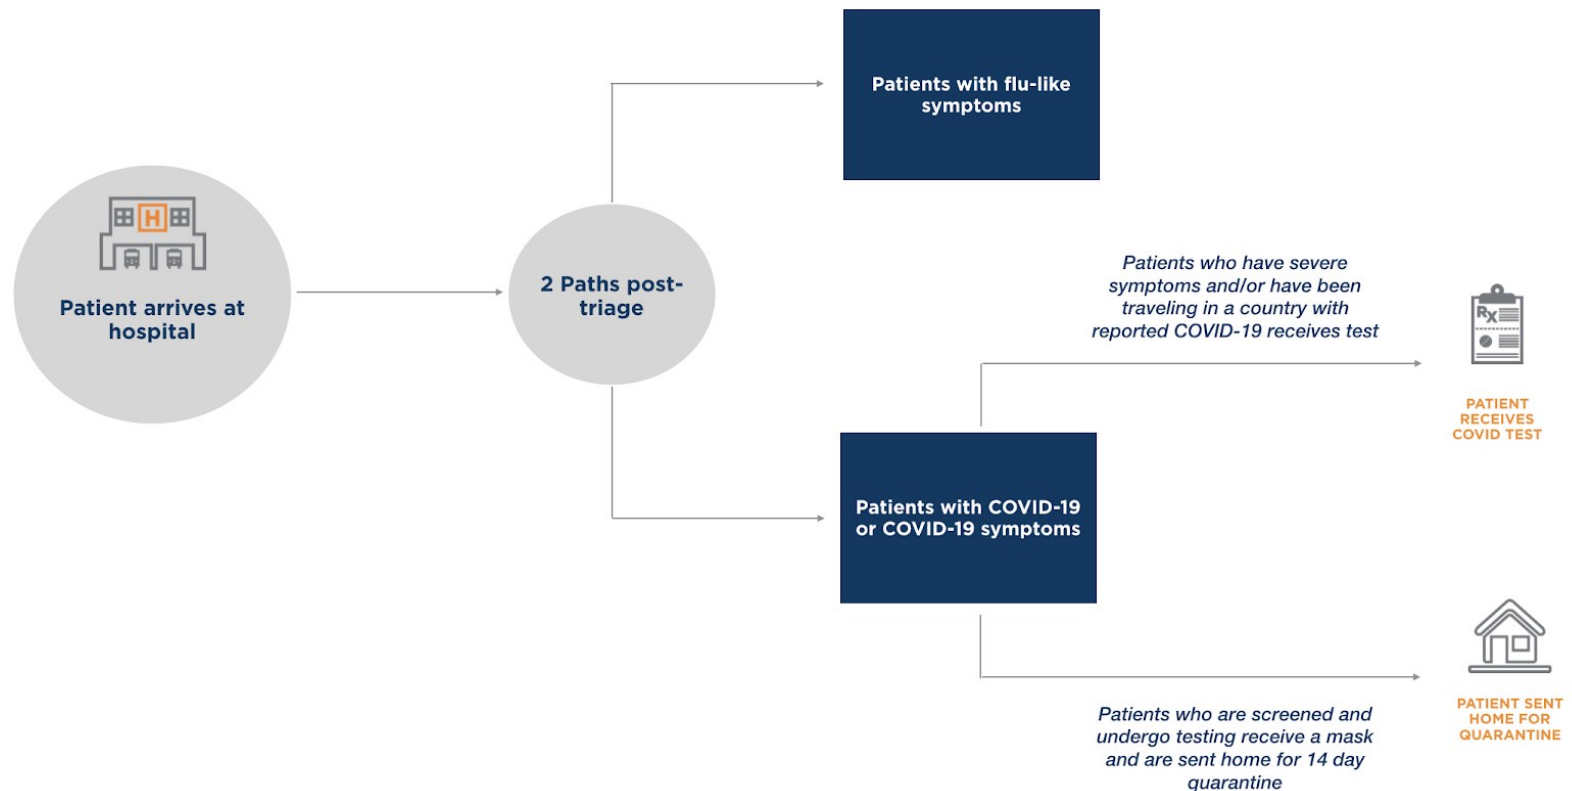 Patients with flu-like
symptoms
H
Patient arrives at
hospital
2 Paths post-
triage
Patients who have severe
symptoms and/or have been
traveling in a country with
reported COVID-19 receives test
Rx
PATIENT
RECEIVES
COVID TEST
Patients with COVID-19
or COVID-19 symptoms
PATIENT SENT
HOME FOR
QUARANTINE
Patients who are screened and
undergo testing receive a mask
and are sent home for 14 day
quarantine